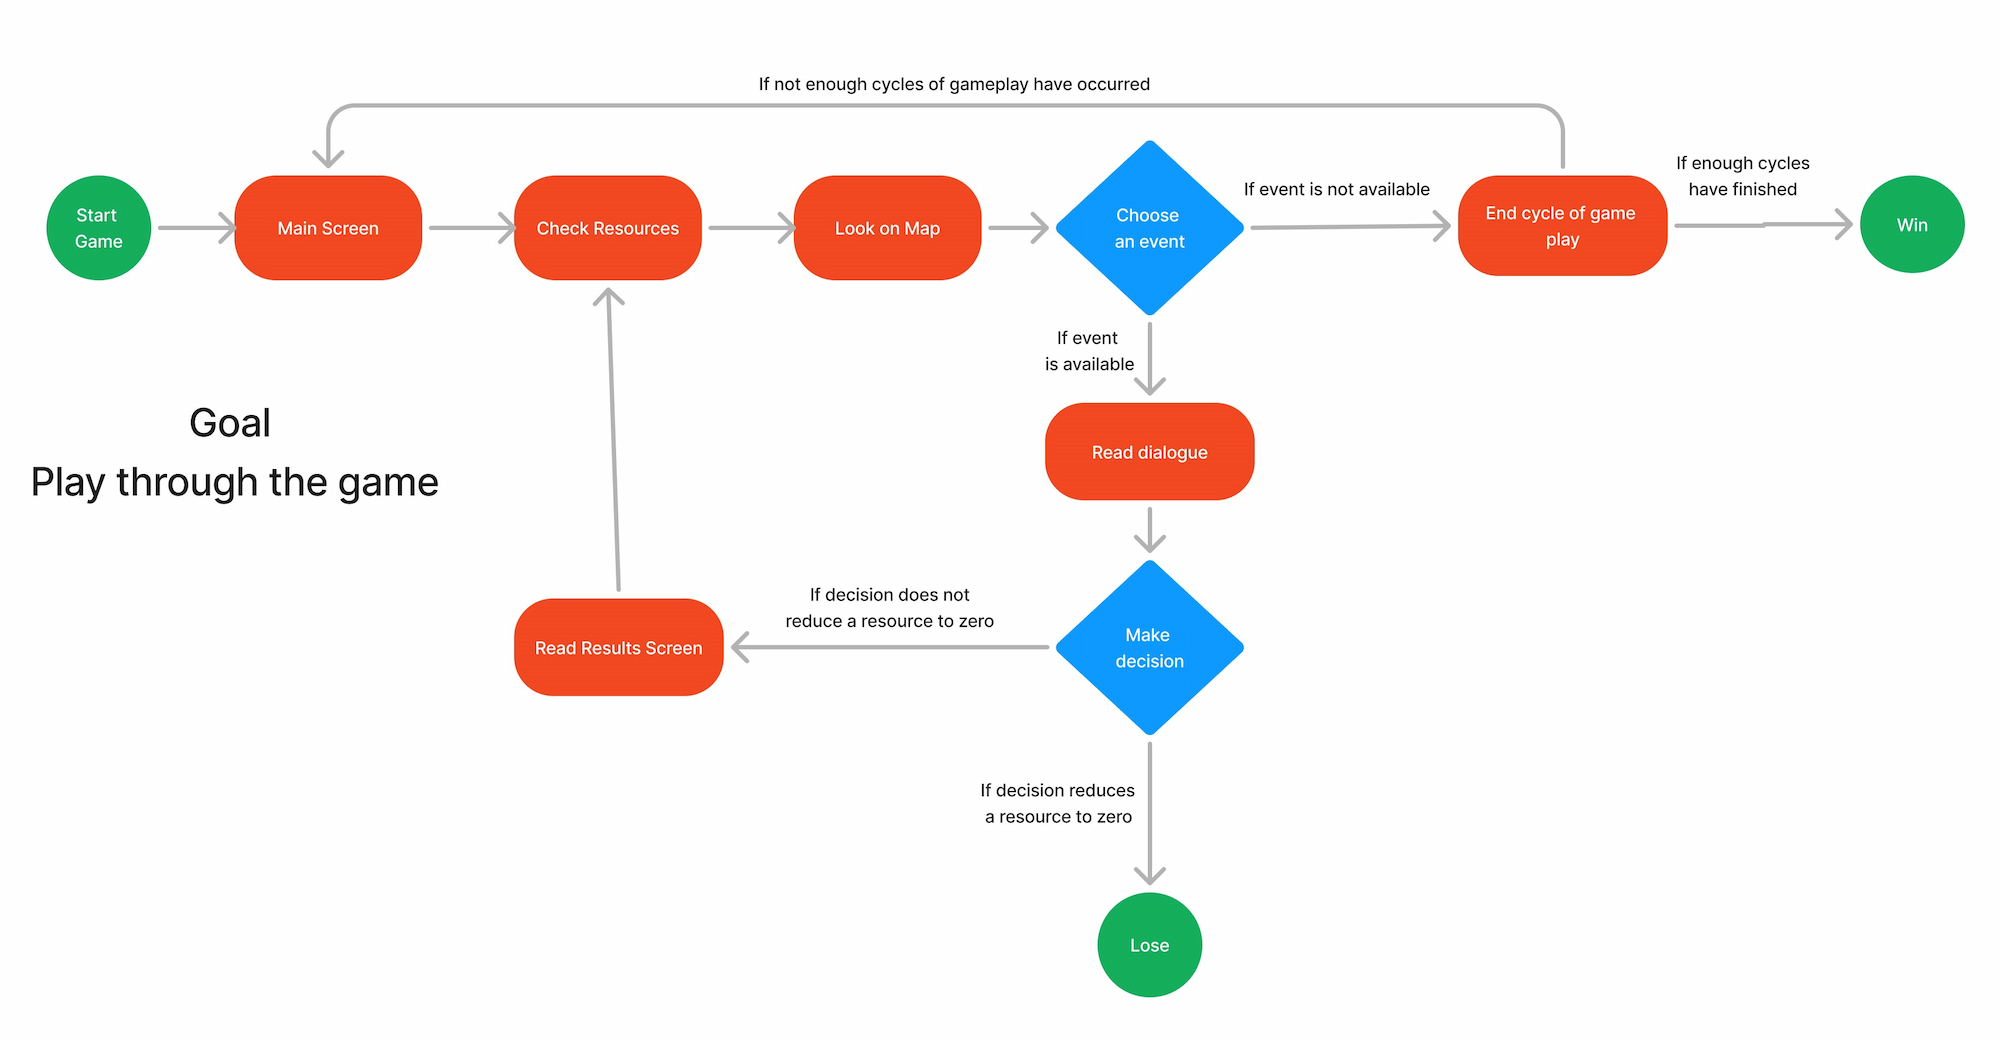 If not enough cycles of gameplay have occurred
Start
Game
Main Screen
Check Resources
Look on Map
Choose
an event
If event is not available
End cycle of game
play
If enough cycles
have finished
Win
If event
is available
Goal
Play through the game
Read dialogue
If decision does not
reduce a resource to zero
Read Results Screen
Make
decision
If decision reduces
a resource to zero
Lose